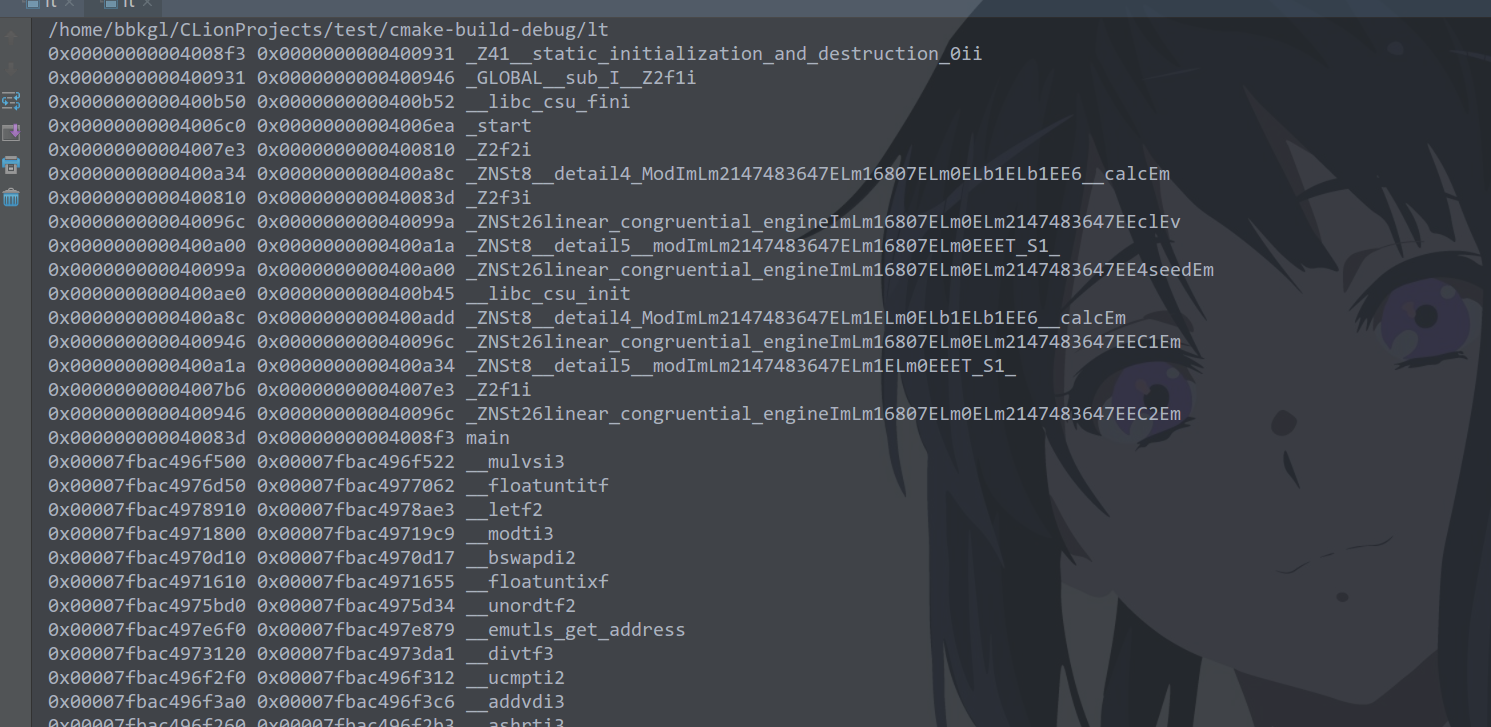 lt lt
/home/bbkgl/CLionProjects/test/cmake-build-debug/lt
0x00000000004008f3 0x0000000000400931 _Z41__static_initialization_and_destruction_0ii
0x0000000000400931 0x0000000000400946 _GLOBAL__sub_I__Z2f1i
0x0000000000400b50 0x0000000000400b52 __libc_csu_fini
0x00000000004006c0 0x00000000004006ea _start
0x00000000004007e3 0x0000000000400810 _Z2f2i
0x0000000000400a34 0x0000000000400a8c _ZNSt8__detail4_ModImLm2147483647ELm16807ELm0ELb1ELb1EE6__calcEm
0x0000000000400810 0x000000000040083d _Z2f3i
0x000000000040096c 0x000000000040099a _ZNSt26linear_congruential_engineImLm16807ELm0ELm2147483647EEclEv
0x0000000000400a00 0x0000000000400a1a _ZNSt8__detail5__modImLm2147483647ELm16807ELm0EEET_S1_
0x000000000040099a 0x0000000000400a00 _ZNSt26linear_congruential_engineImLm16807ELm0ELm2147483647EE4seedEm
0x0000000000400ae0 0x0000000000400b45 __libc_csu_init
0x0000000000400a8c 0x0000000000400add _ZNSt8__detail4_ModImLm2147483647ELm1ELm0ELb1ELb1EE6__calcEm
0x0000000000400946 0x000000000040096c _ZNSt26linear_congruential_engineImLm16807ELm0ELm2147483647EEC1Em
0x0000000000400a1a 0x0000000000400a34 _ZNSt8__detail5__modImLm2147483647ELm1ELm0EEET_S1_
0x00000000004007b6 0x00000000004007e3 _Z2f1i
0x0000000000400946 0x000000000040096c _ZNSt26linear_congruential_engineImLm16807ELm0ELm2147483647EEC2Em
0x000000000040083d 0x00000000004008f3 main
0x00007fbac496f500 0x00007fbac496f522 __mulvsi3
0x00007fbac4976d50 0x00007fbac4977062 __floatuntitf
0x00007fbac4978910 0x00007fbac4978ae3 __letf2
0x00007fbac4971800 0x00007fbac49719c9 __modti3
0x00007fbac4970d10 0x00007fbac4970d17 __bswapdi2
0x00007fbac4971610 0x00007fbac4971655 __floatuntixf
0x00007fbac4975bd0 0x00007fbac4975d34 __unordtf2
0x00007fbac497e6f0 0x00007fbac497e879 __emutls_get_address
0x00007fbac4973120 0x00007fbac4973da1 __divtf3
0x00007fbac496f2f0 0x00007fbac496f312 __ucmpti2
0x00007fbac496f3a0 0x00007fbac496f3c6 __addvdi3
0x00007fbac496f260 0x00007fbac496f2b3 __ashrti3